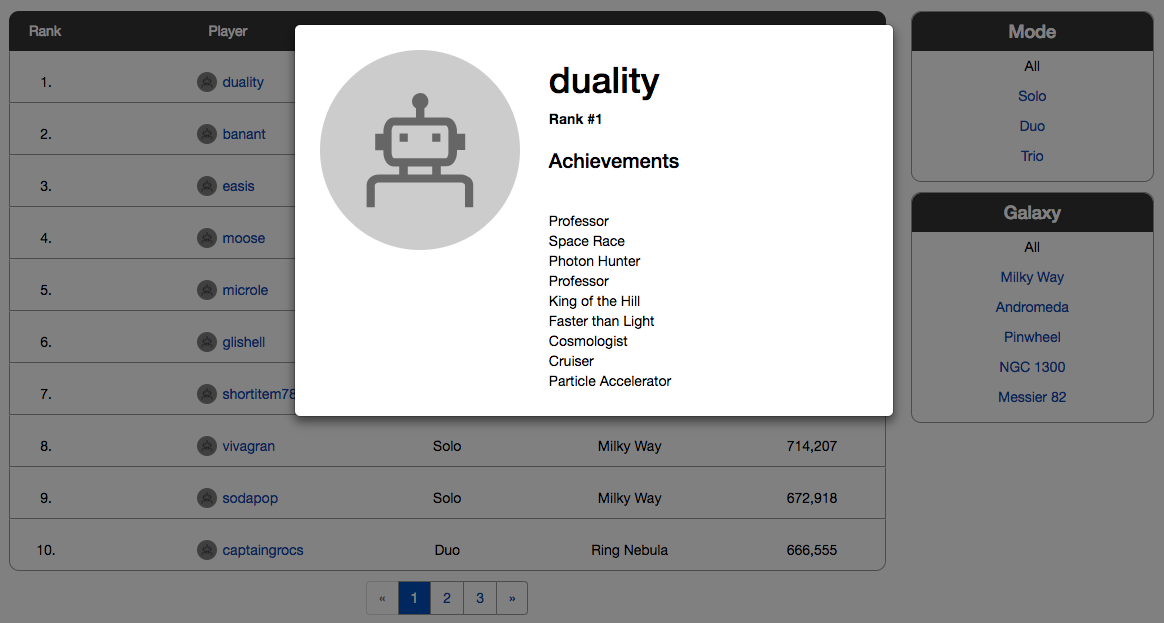 Rank Player
1. duality
2. banant
3. easis
4. moose
5. microle
6. glishell
7. shortitem78
8. vivagran Solo Milky Way 714,207
9. sodapop Solo Milky Way 672,918
10. captaingrocs Duo Ring Nebula 666,555
« 1 2 3 »
duality
Rank #1
Achievements
Professor
Space Race
Photon Hunter
Professor
King of the Hill
Faster than Light
Cosmologist
Cruiser
Particle Accelerator
Mode
All
Solo
Duo
Trio
Galaxy
All
Milky Way
Andromeda
Pinwheel
NGC 1300
Messier 82